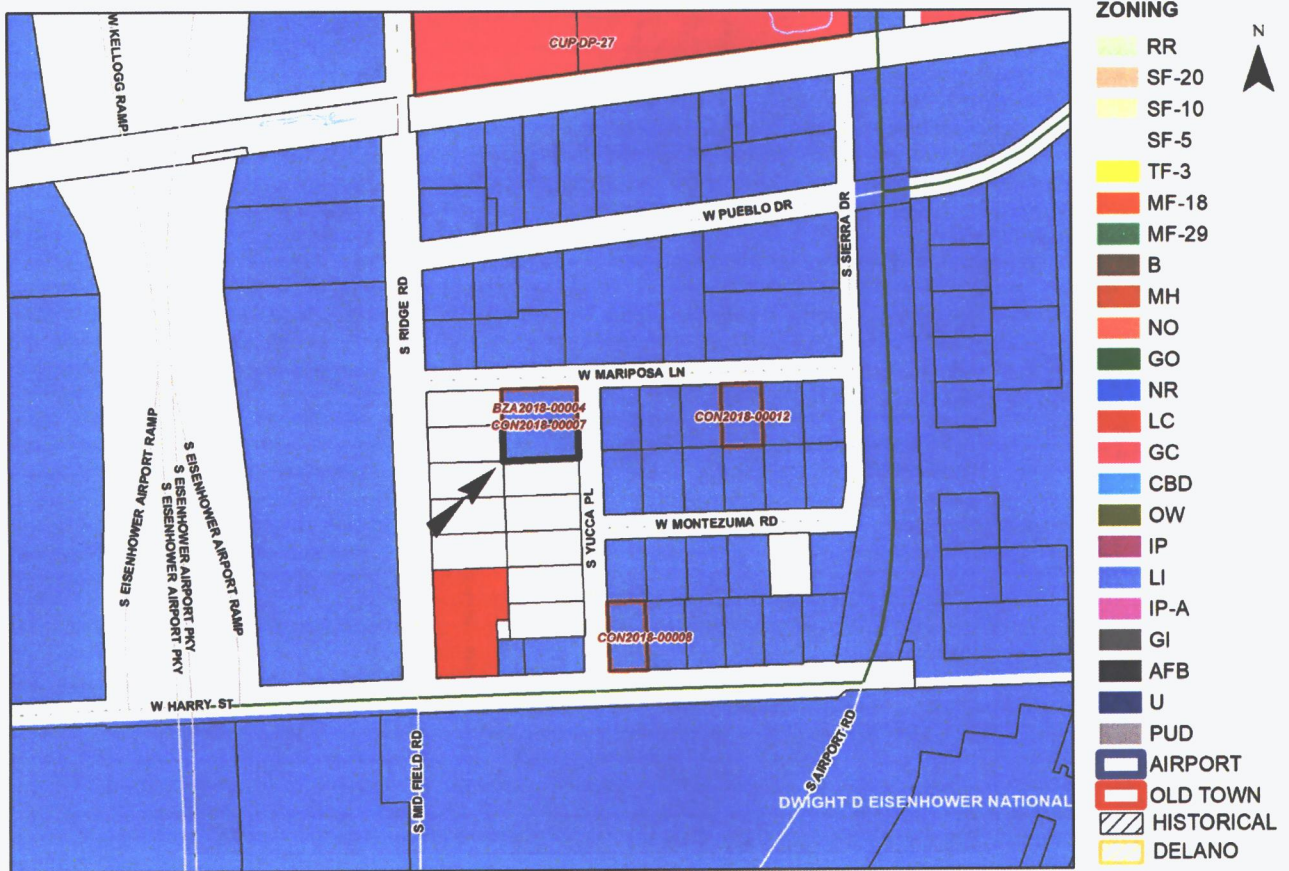 CUP DP-27
W KELLOGG RAMP
W PUEBLO DR
S SIERRA DR
S RIDGE RD
W MARIPOSA LN
BZA2018-00004
CON2018-00007
CON2018-00012
S EISENHOWER AIRPORT RAMP
S EISENHOWER AIRPORT PKY
S EISENHOWER AIRPORT PKY
S EISENHOWER AIRPORT RAMP
S YUCCA PL
W MONTEZUMA RD
CON2018-00008
W HARRY ST
S MID FIELD RD
S AIRPORT RD
DWIGHT D EISENHOWER NATIONAL
ZONING
RR
SF-20
SF-10
SF-5
TF-3
MF-18
MF-29
B
MH
NO
GO
NR
LC
GC
CBD
OW
IP
LI
IP-A
GI
AFB
U
PUD
AIRPORT
OLD TOWN
HISTORICAL
DELANO
N